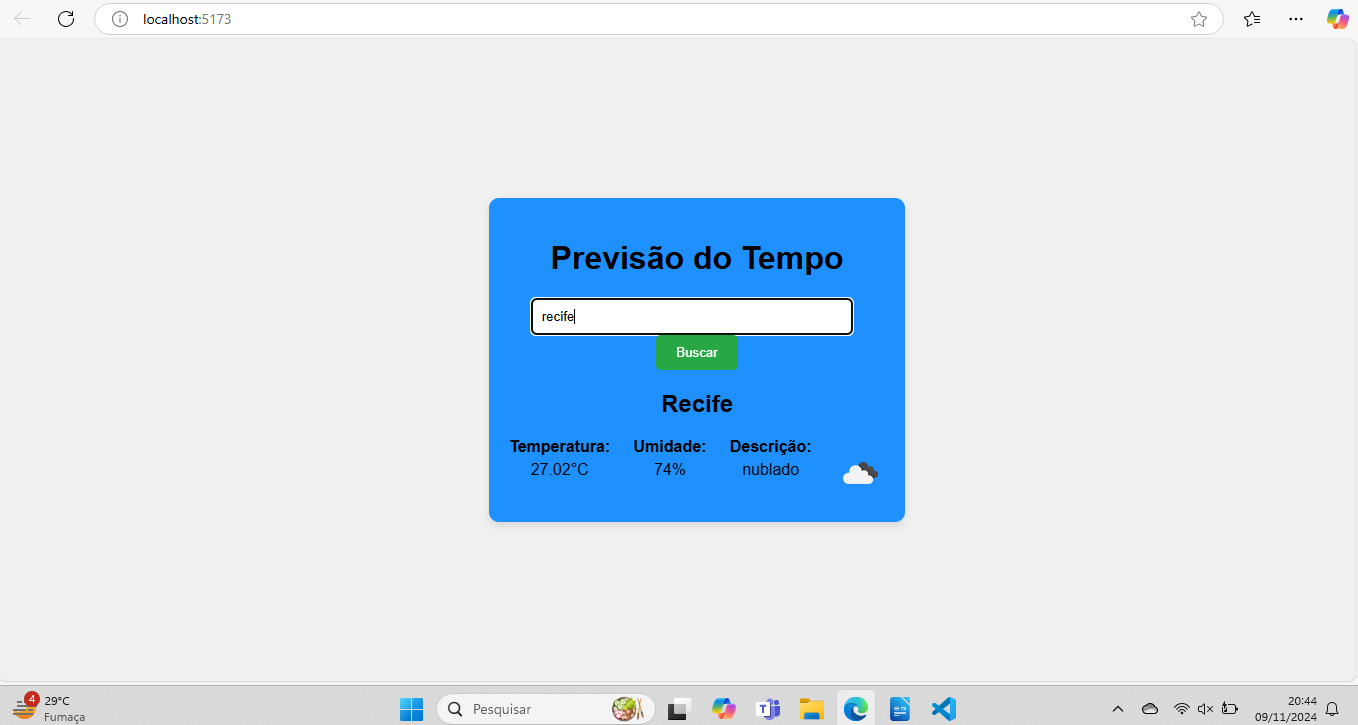 localhost:5173
Previsão do Tempo
recife
Buscar
Recife
Temperatura: Umidade: Descrição:
27.02°C 74% nublado
4
29°C
Fumaça
Pesquisar
20:44
09/11/2024